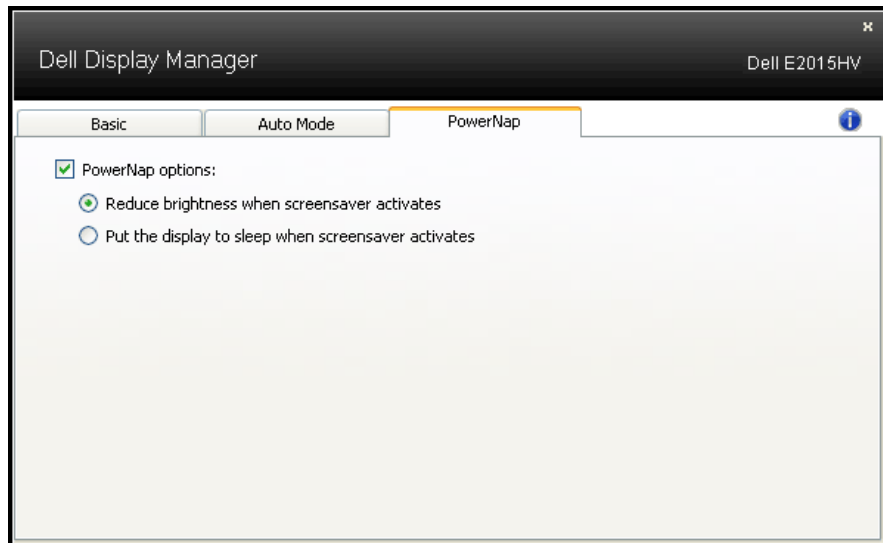 Dell Display Manager
Dell E2015HV
Basic
Auto Mode
PowerNap
PowerNap options:
Reduce brightness when screensaver activates
Put the display to sleep when screensaver activates